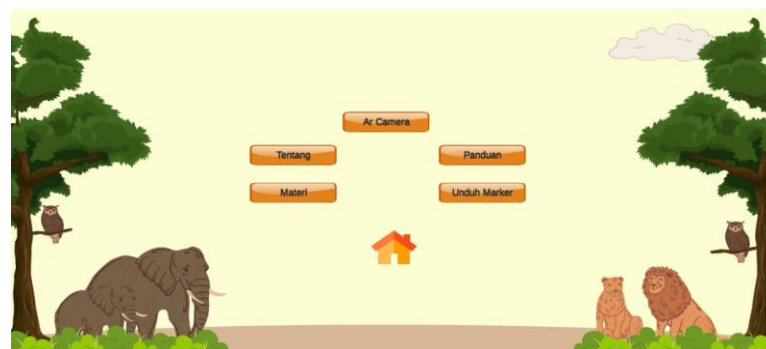 Ar Camera
Tentang
Panduan
Materi
Unduh Marker